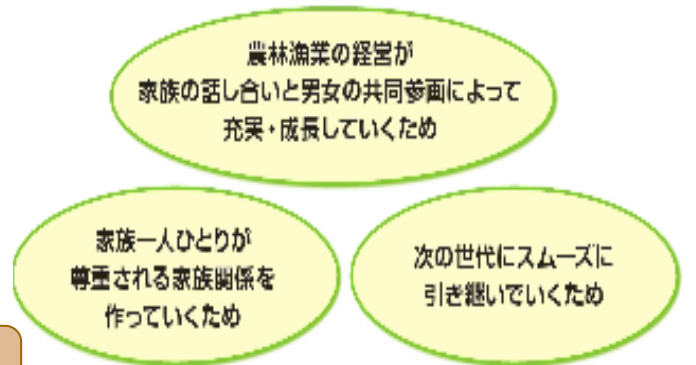 農林漁業の経営が
家族の話し合いと男女の共同参画によって
充実・成長していくため
家族一人ひとりが
尊重される家族関係を
作っていくため
次の世代にスムーズに
引き継いでいくため